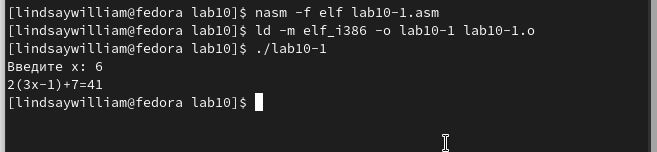 [lindsaywilliam@fedora lab10]$ nasm -f elf lab10-1.asm
[lindsaywilliam@fedora lab10]$ ld -m elf_i386 -o lab10-1 lab10-1.o
[lindsaywilliam@fedora lab10]$ ./lab10-1
Введите x: 6
2(3x-1)+7=41
[lindsaywilliam@fedora lab10]$